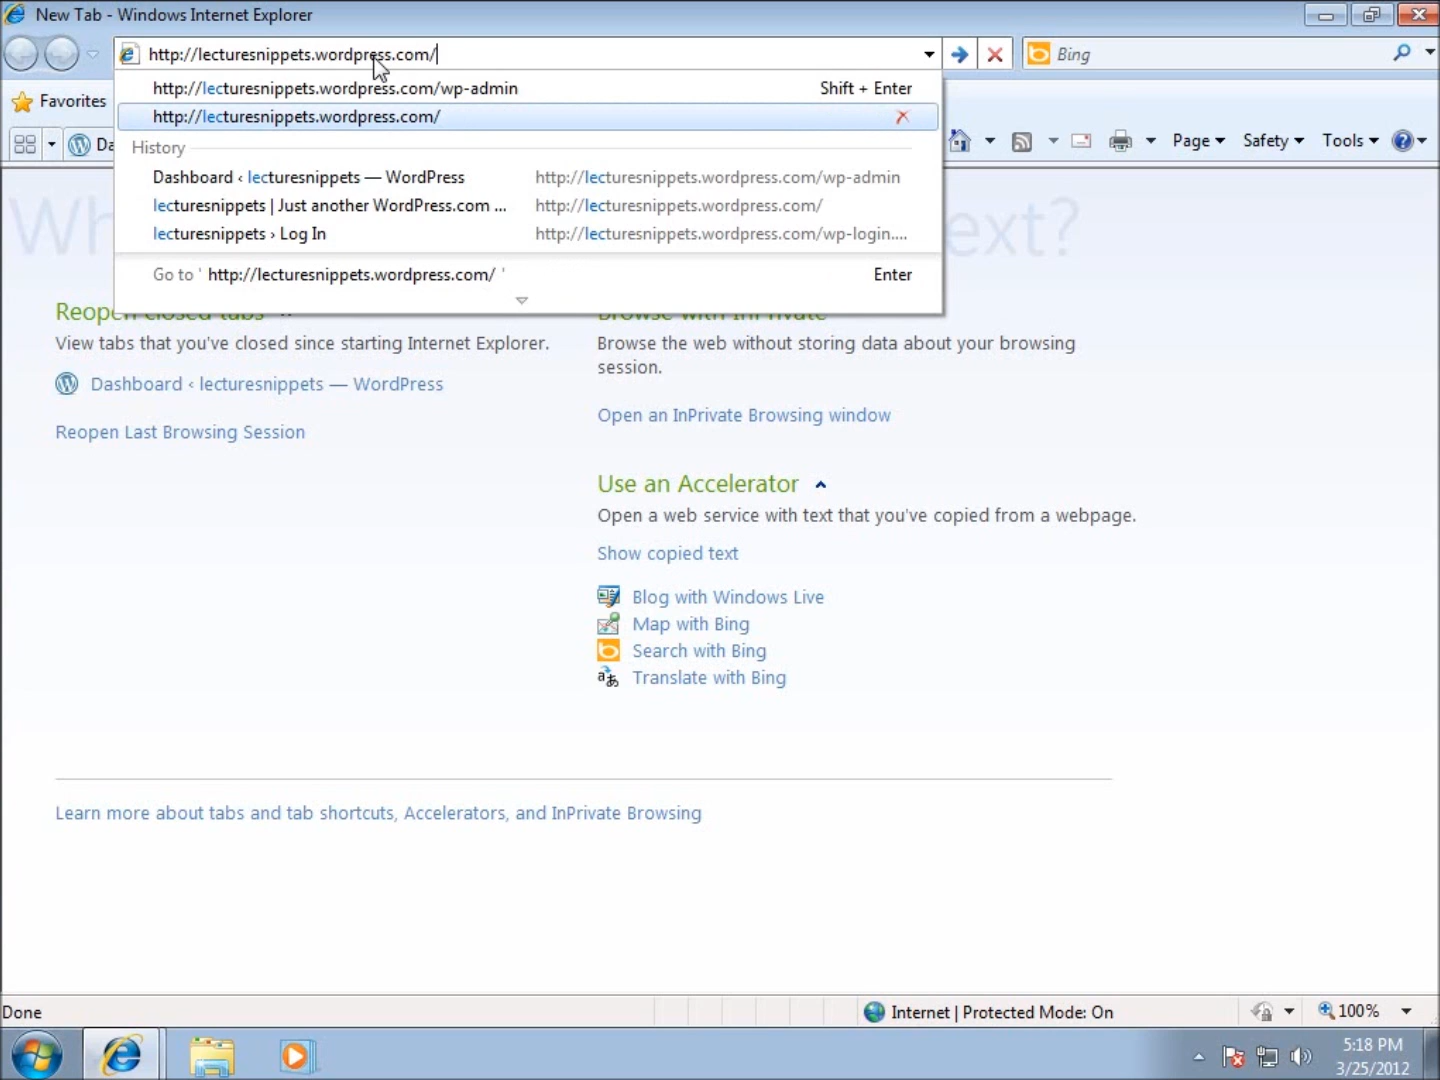 New Tab - Windows Internet Explorer
http://lecturesnippets.wordpress.com/
Bing
http://lecturesnippets.wordpress.com/wp-admin Shift + Enter
http://lecturesnippets.wordpress.com/
Favorites
History
Page Safety Tools
Dashboard ‹ lecturesnippets — WordPress http://lecturesnippets.wordpress.com/wp-admin
lecturesnippets | Just another WordPress.com ... http://lecturesnippets.wordpress.com/
lecturesnippets › Log In http://lecturesnippets.wordpress.com/wp-login....
Go to ' http://lecturesnippets.wordpress.com/ ' Enter
ext?
Reopen closed tabs
View tabs that you've closed since starting Internet Explorer.
Dashboard ‹ lecturesnippets — WordPress
Reopen Last Browsing Session
Browse with InPrivate
Browse the web without storing data about your browsing
session.
Open an InPrivate Browsing window
Use an Accelerator
Open a web service with text that you've copied from a webpage.
Show copied text
Blog with Windows Live
Map with Bing
Search with Bing
Translate with Bing
Learn more about tabs and tab shortcuts, Accelerators, and InPrivate Browsing
Done
Internet | Protected Mode: On
100%
5:18 PM
3/25/2012